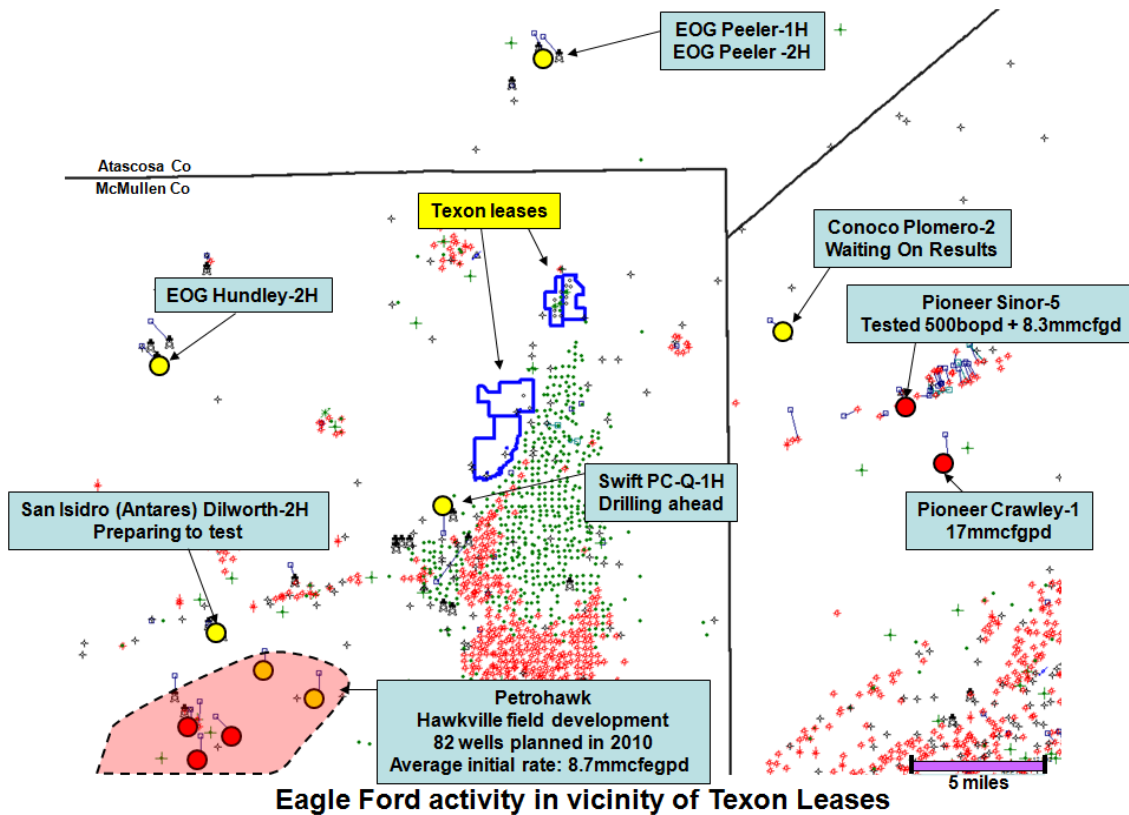 EOG Peeler-1H
EOG Peeler -2H
Atascosa Co
McMullen Co
Texon leases
Conoco Plomero-2
Waiting On Results
EOG Hundley-2H
Pioneer Sinor-5
Tested 500bopd + 8.3mmcfgd
Swift PC-Q-1H
Drilling ahead
San Isidro (Antares) Dilworth-2H
Preparing to test
Pioneer Crawley-1
17mmcfgpd
Petrohawk
Hawkville field development
82 wells planned in 2010
Average initial rate: 8.7mmcfegpd
5 miles
Eagle Ford activity in vicinity of Texon Leases